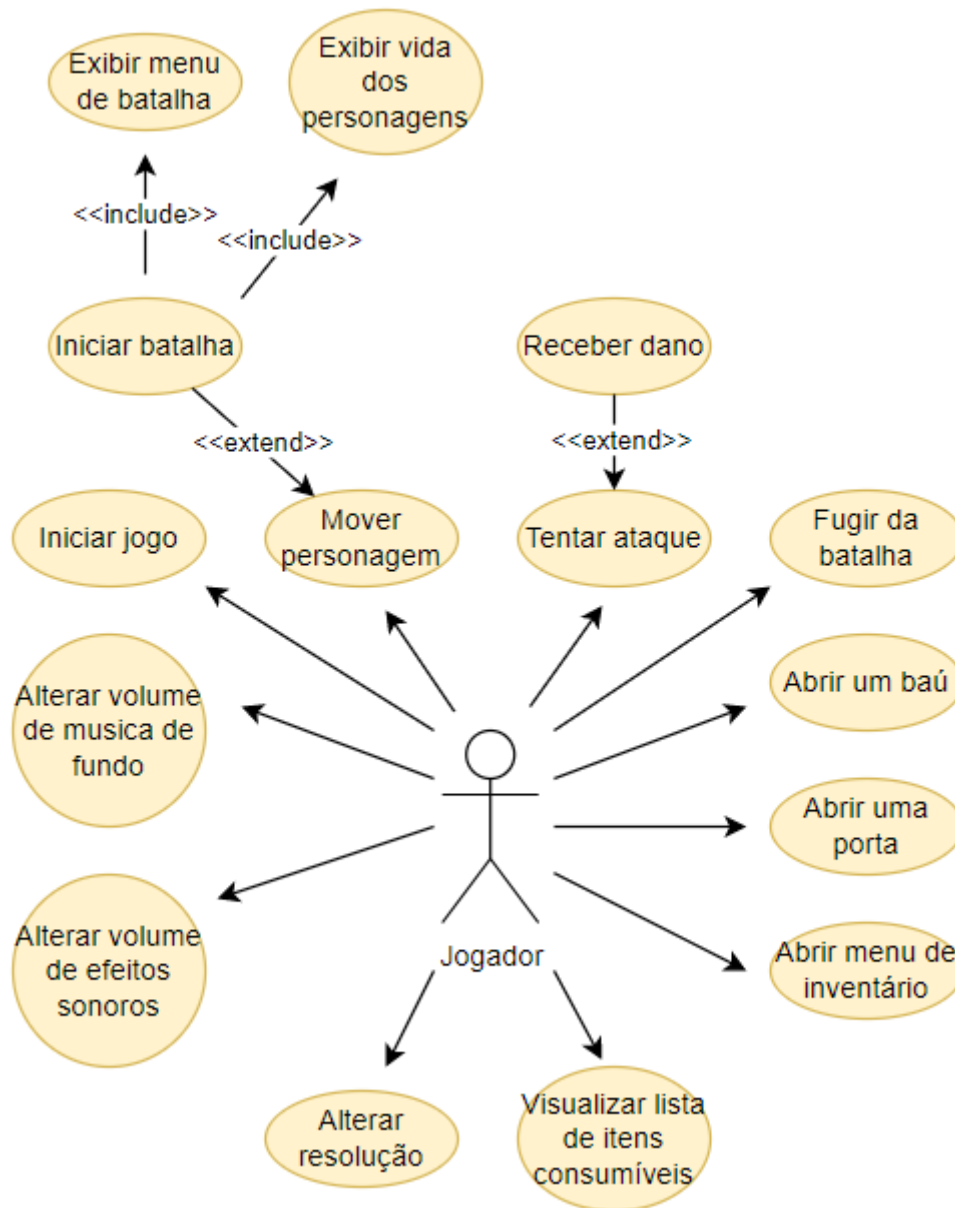 Exibir menu
de batalha
Exibir vida
dos
personagens
<<include>>
<<include>>
Iniciar batalha
Receber dano
<<extend>>
<<extend>>
Iniciar jogo
Mover
personagem
Tentar ataque
Fugir da
batalha
Alterar volume
de musica de
fundo
Abrir um baú
Abrir uma
porta
Alterar volume
de efeitos
sonoros
Jogador
Abrir menu de
inventário
Alterar
resolução
Visualizar lista
de itens
consumíveis